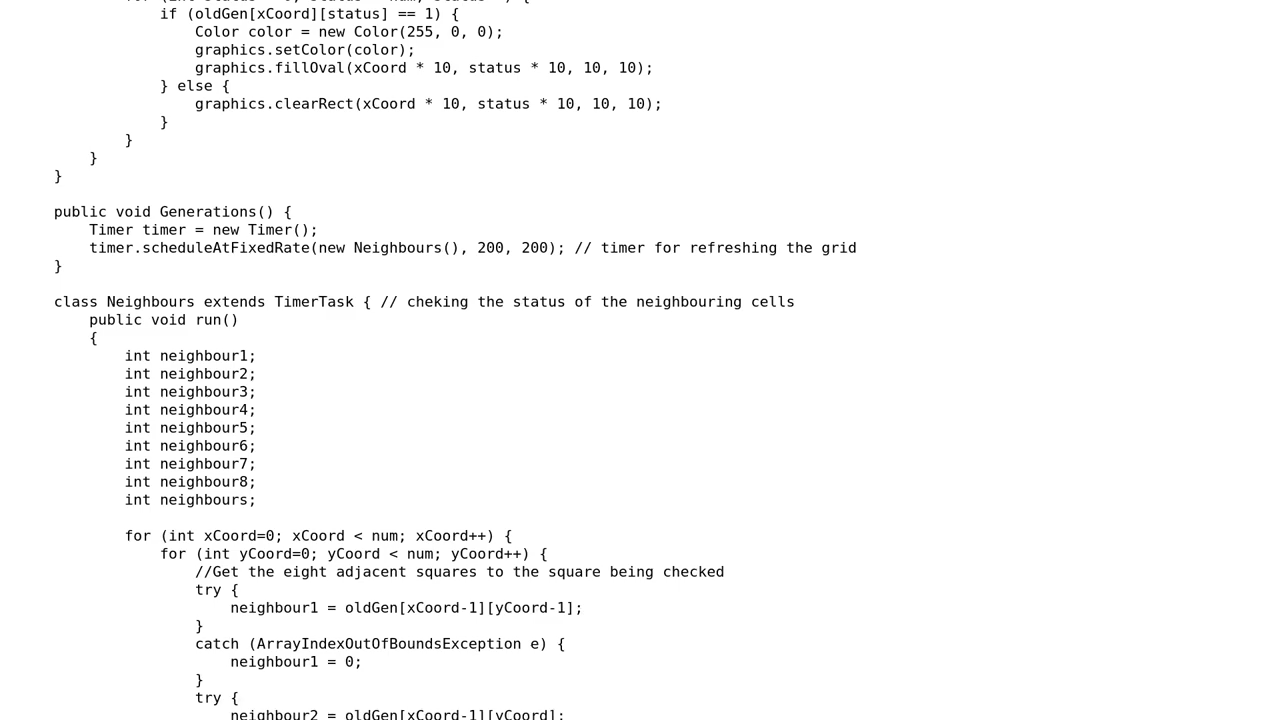 if (oldGen[xCoord][status] == 1) {
Color color = new Color(255, 0, 0);
graphics.setColor(color);
graphics.fillOval(xCoord * 10, status * 10, 10, 10);
} else {
graphics.clearRect(xCoord * 10, status * 10, 10, 10);
}
}
}
}
public void Generations() {
Timer timer = new Timer();
timer.scheduleAtFixedRate(new Neighbours(), 200, 200); // timer for refreshing the grid
}
class Neighbours extends TimerTask { // cheking the status of the neighbouring cells
public void run()
{
int neighbour1;
int neighbour2;
int neighbour3;
int neighbour4;
int neighbour5;
int neighbour6;
int neighbour7;
int neighbour8;
int neighbours;
for (int xCoord=0; xCoord < num; xCoord++) {
for (int yCoord=0; yCoord < num; yCoord++) {
//Get the eight adjacent squares to the square being checked
try {
neighbour1 = oldGen[xCoord-1][yCoord-1];
}
catch (ArrayIndexOutOfBoundsException e) {
neighbour1 = 0;
}
try {
neighbour2 = oldGen[xCoord-1][yCoord];